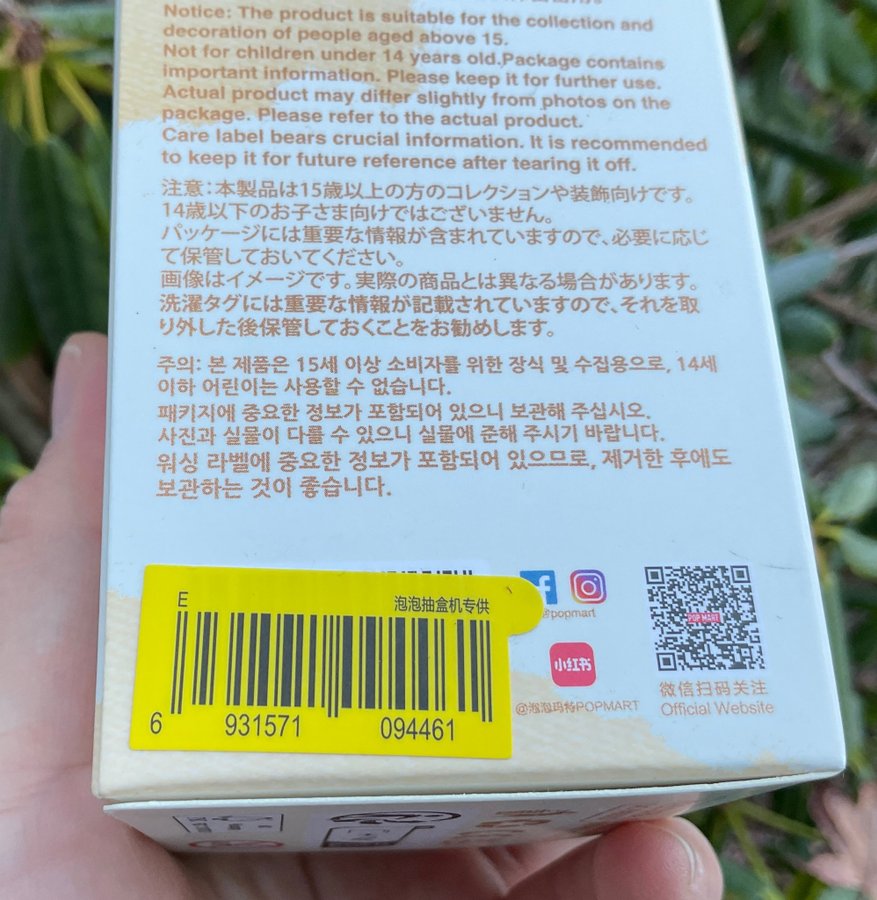 Notice: The product is suitable for the collection and
decoration of people aged above 15.
Not for children under 14 years old.Package contains
important information. Please keep it for further use.
Actual product may differ slightly from photos on the
package. Please refer to the actual product.
Care label bears crucial information. It is recommended
to keep it for future reference after tearing it off.
注意:本製品は15歳以上の方のコレクションや装飾向けです。
14歳以下のお子さま向けではございません。
パッケージには重要な情報が含まれていますので、必要に応じ
て保管しておいてください。
画像はイメージです。実際の商品とは異なる場合があります。
洗濯タグには重要な情報が記載されていますので、それを取
り外した後保管しておくことをお勧めします。
주의: 본 제품은 15세 이상 소비자를 위한 장식 및 수집용으로, 14세
이하 어린이는 사용할 수 없습니다.
패키지에 중요한 정보가 포함되어 있으니 보관해 주십시오.
사진과 실물이 다를 수 있으니 실물에 준해 주시기 바랍니다.
워싱 라벨에 중요한 정보가 포함되어 있으므로, 제거한 후에도
보관하는 것이 좋습니다.
E 泡泡抽盒机专供
6 931571 094461
@popmart
小红书
@泡泡玛特POPMART
POP MART
微信扫码关注
Official Website